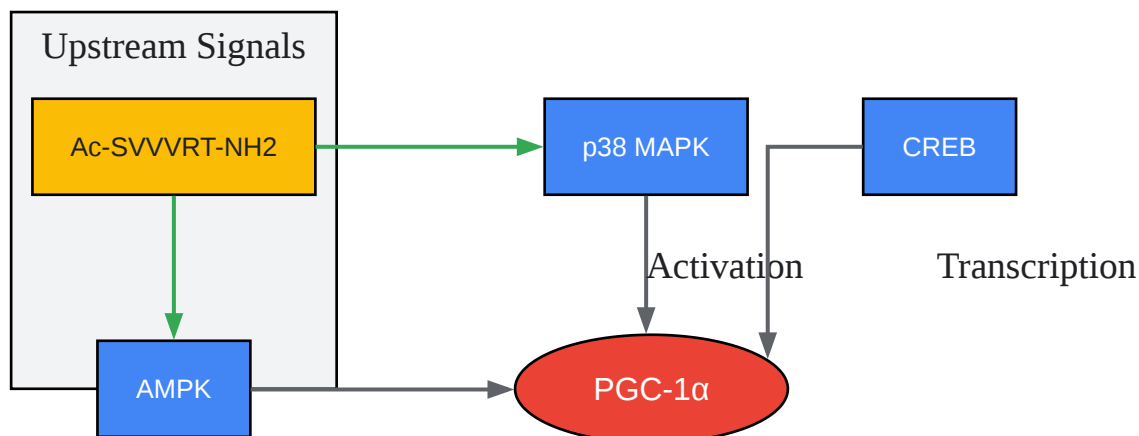 Upstream Signals
Ac-SVVVRT-NH2
p38 MAPK
CREB
Activation
Transcription
AMPK
PGC-1α